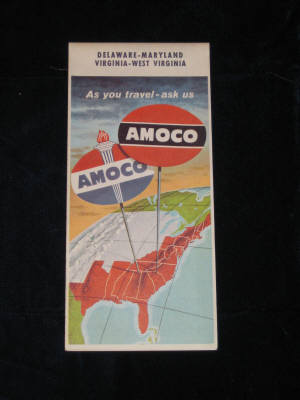 DELAWARE-MARYLAND
VIRGINIA-WEST VIRGINIA
As you travel - ask us
AMOCO
AMOCO